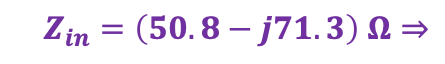 Z_in = (50.8 − j71.3) Ω ⇒